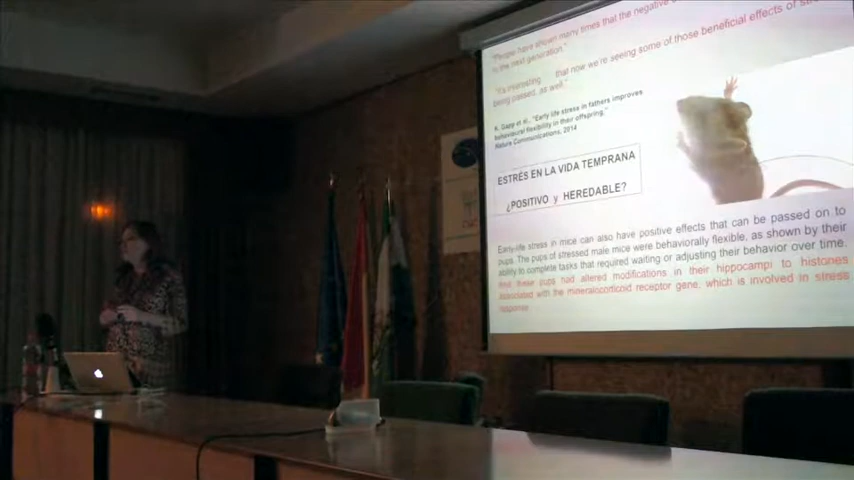 "People have shown many times that the negative
to the next generation."
"It's interesting that now we're seeing some of those beneficial effects of
being passed, as well."
K. Gapp et al., "Early life stress in fathers improves
behavioural flexibility in their offspring,"
Nature Communications, 2014
ESTRÉS EN LA VIDA TEMPRANA
¿POSITIVO y HEREDABLE?
Early-life stress in mice can also have positive effects that can be passed on to
pups. The pups of stressed male mice were behaviorally flexible, as shown by their
ability to complete tasks that required waiting or adjusting their behavior over time.
these pups had altered modifications in their hippocampi to histones
associated with the mineralocorticoid receptor gene, which is involved in stress
response